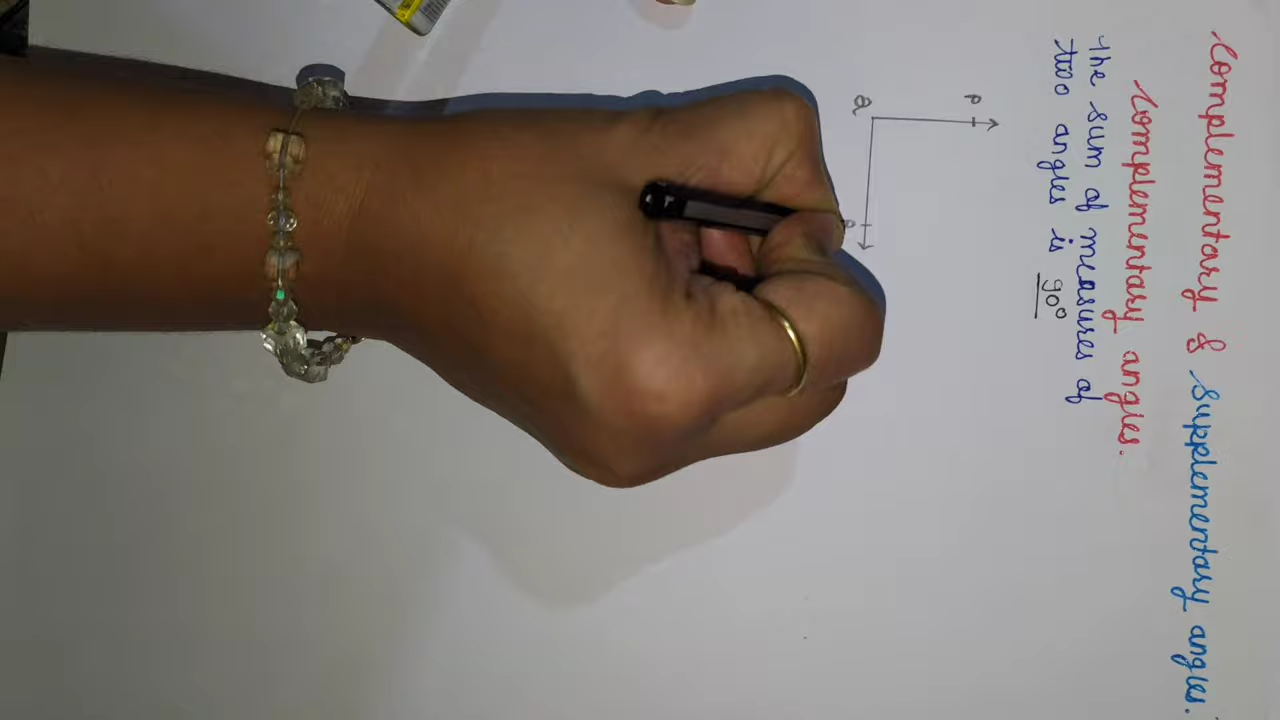 Complementary & Supplementary angles.
Complementary angles.
The sum of measures of
two angles is 90°
P
Q